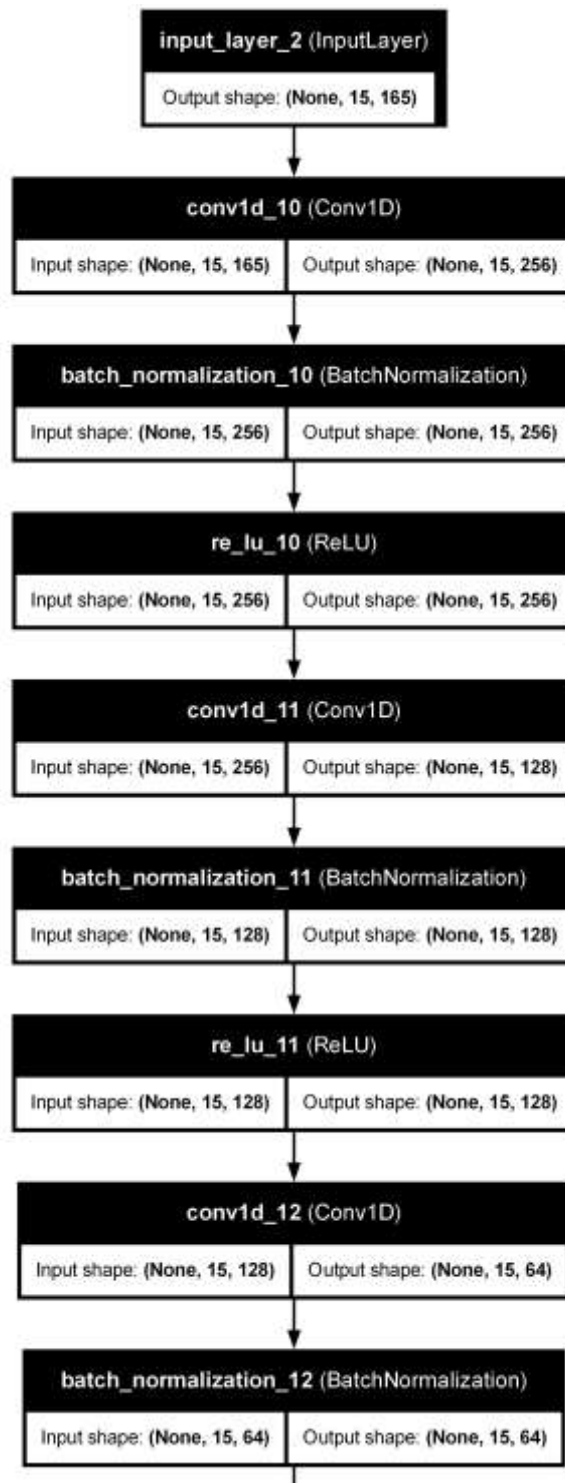 input_layer_2 (InputLayer)
Output shape: (None, 15, 165)
conv1d_10 (Conv1D)
Input shape: (None, 15, 165) Output shape: (None, 15, 256)
batch_normalization_10 (BatchNormalization)
Input shape: (None, 15, 256) Output shape: (None, 15, 256)
re_lu_10 (ReLU)
Input shape: (None, 15, 256) Output shape: (None, 15, 256)
conv1d_11 (Conv1D)
Input shape: (None, 15, 256) Output shape: (None, 15, 128)
batch_normalization_11 (BatchNormalization)
Input shape: (None, 15, 128) Output shape: (None, 15, 128)
re_lu_11 (ReLU)
Input shape: (None, 15, 128) Output shape: (None, 15, 128)
conv1d_12 (Conv1D)
Input shape: (None, 15, 128) Output shape: (None, 15, 64)
batch_normalization_12 (BatchNormalization)
Input shape: (None, 15, 64) Output shape: (None, 15, 64)